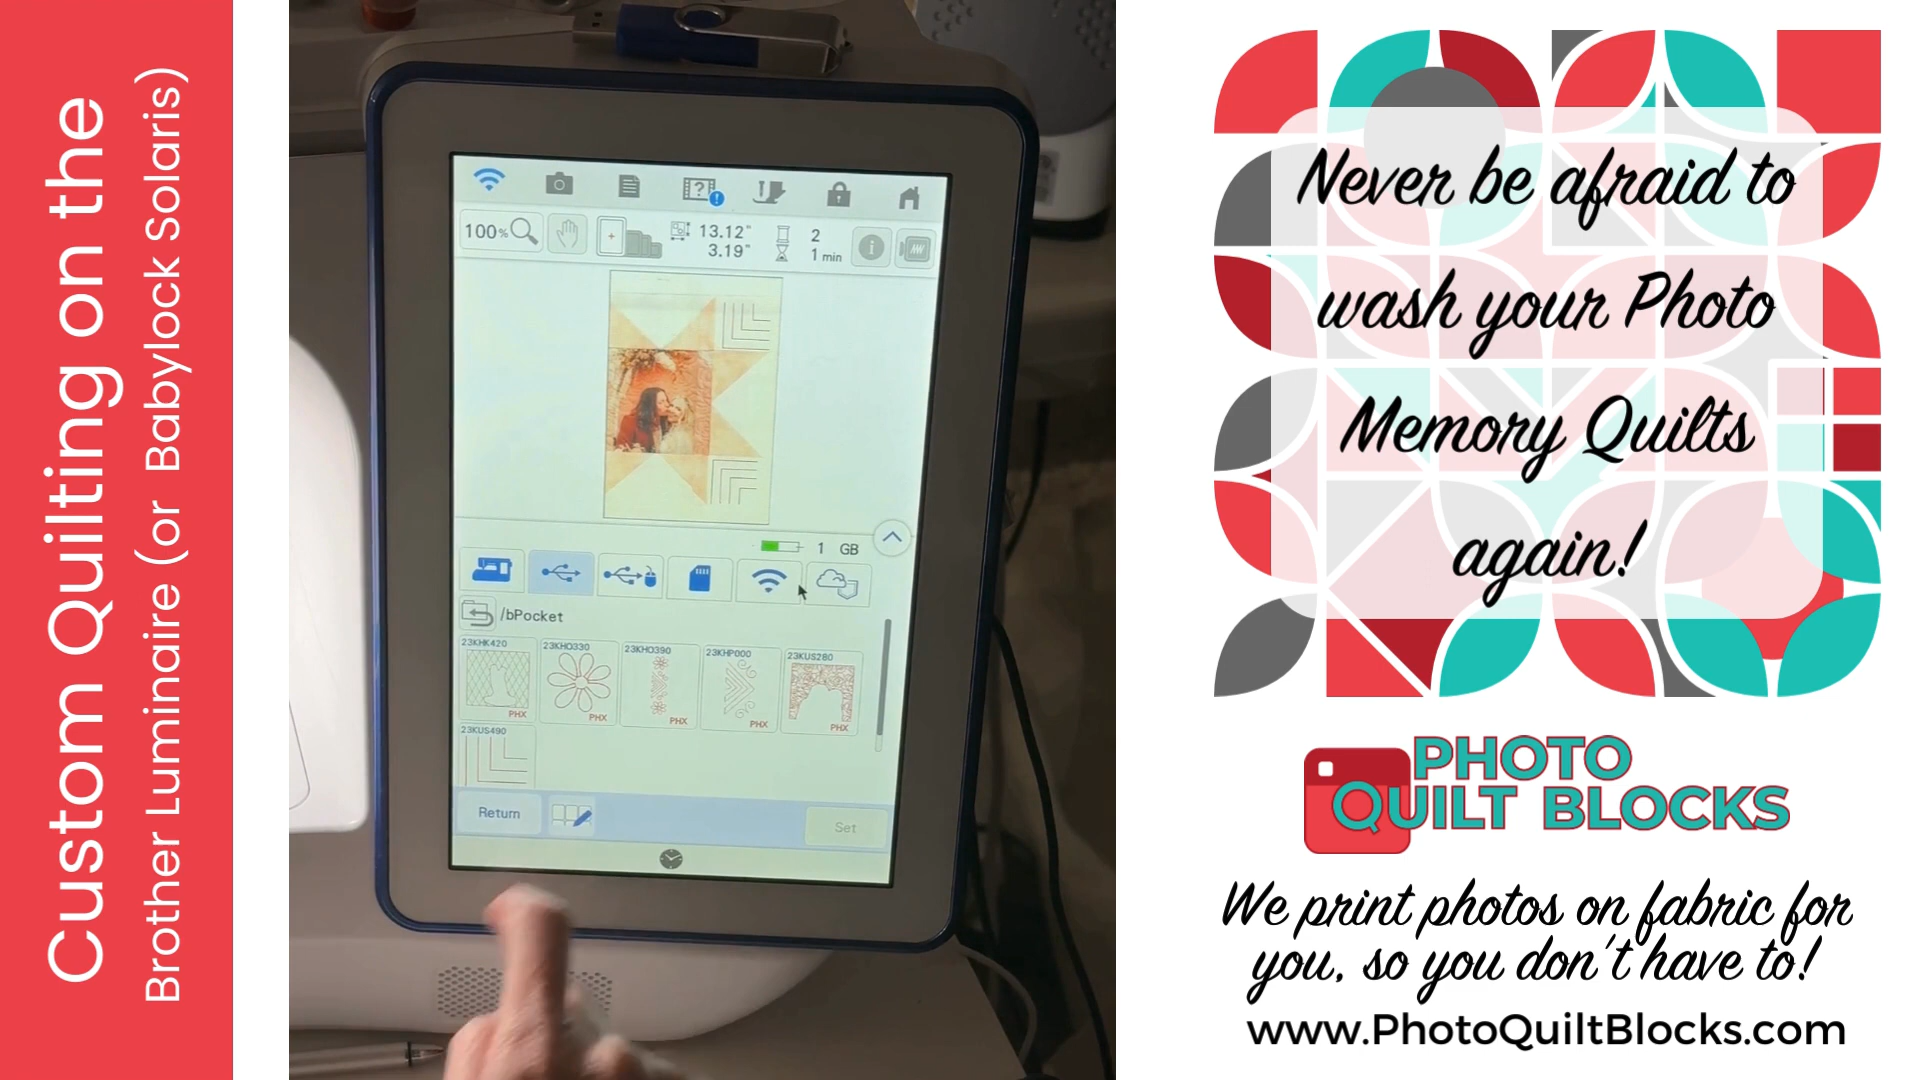 Custom Quilting on the
Brother Luminaire (or Babylock Solaris)
100%
13.12"
3.19"
2
1 min
i
?
!
1 GB
/bPocket
23KHK420
23KHO330
23KHO390
23KHP000
23KUS280
PHX
PHX
PHX
PHX
PHX
23KUS490
Return
Set
Never be afraid to
wash your Photo
Memory Quilts
again!
PHOTO
QUILT BLOCKS
We print photos on fabric for
you, so you don't have to!
www.PhotoQuiltBlocks.com